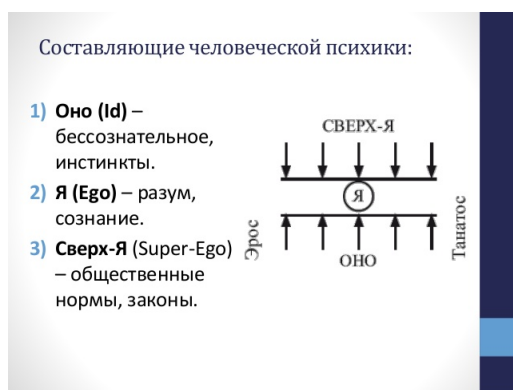 Составляющие человеческой психики:
1) Оно (Id) –
бессознательное,
инстинкты.
2) Я (Ego) – разум,
сознание.
3) Сверх-Я (Super-Ego)
– общественные
нормы, законы.
СВЕРХ-Я
Я
ОНО
Эрос
Танатос